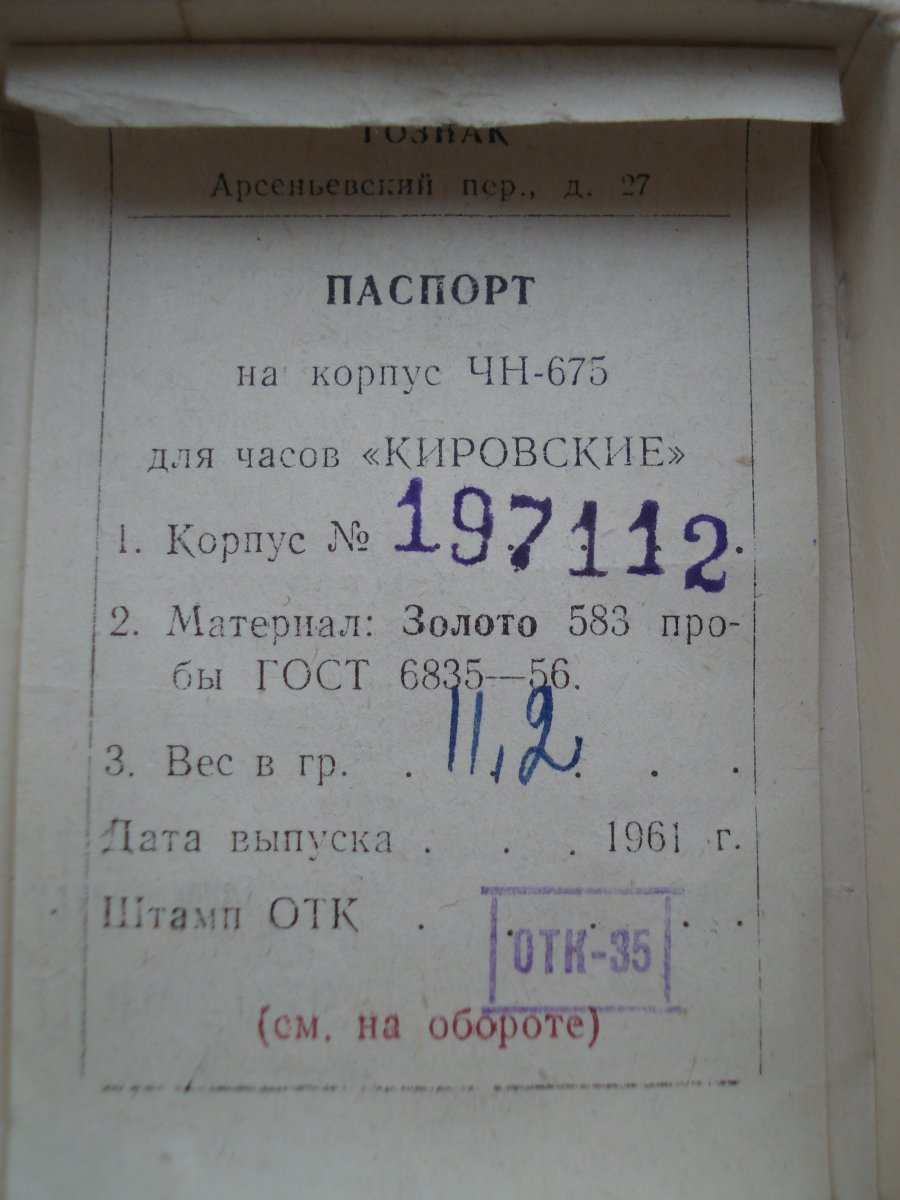 ГОЗНАК
Арсеньевский пер., д. 27
ПАСПОРТ
на корпус ЧН-675
для часов «КИРОВСКИЕ»
1. Корпус № 197112.
2. Материал: Золото 583 про-
бы ГОСТ 6835—56.
3. Вес в гр. . 11,2 . . .
Дата выпуска . . . 1961 г.
Штамп ОТК . . . . .
ОТК-35
(см. на обороте)